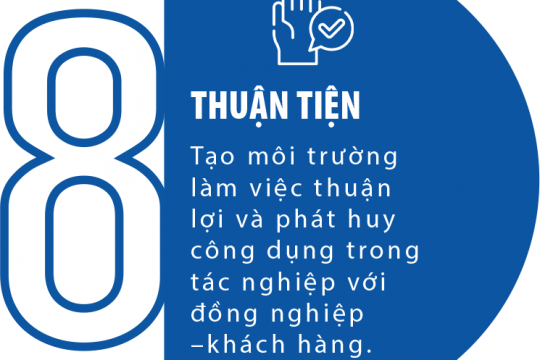 8
THUẬN TIỆN
Tạo môi trường
làm việc thuận
lợi và phát huy
công dụng trong
tác nghiệp với
đồng nghiệp
–khách hàng.